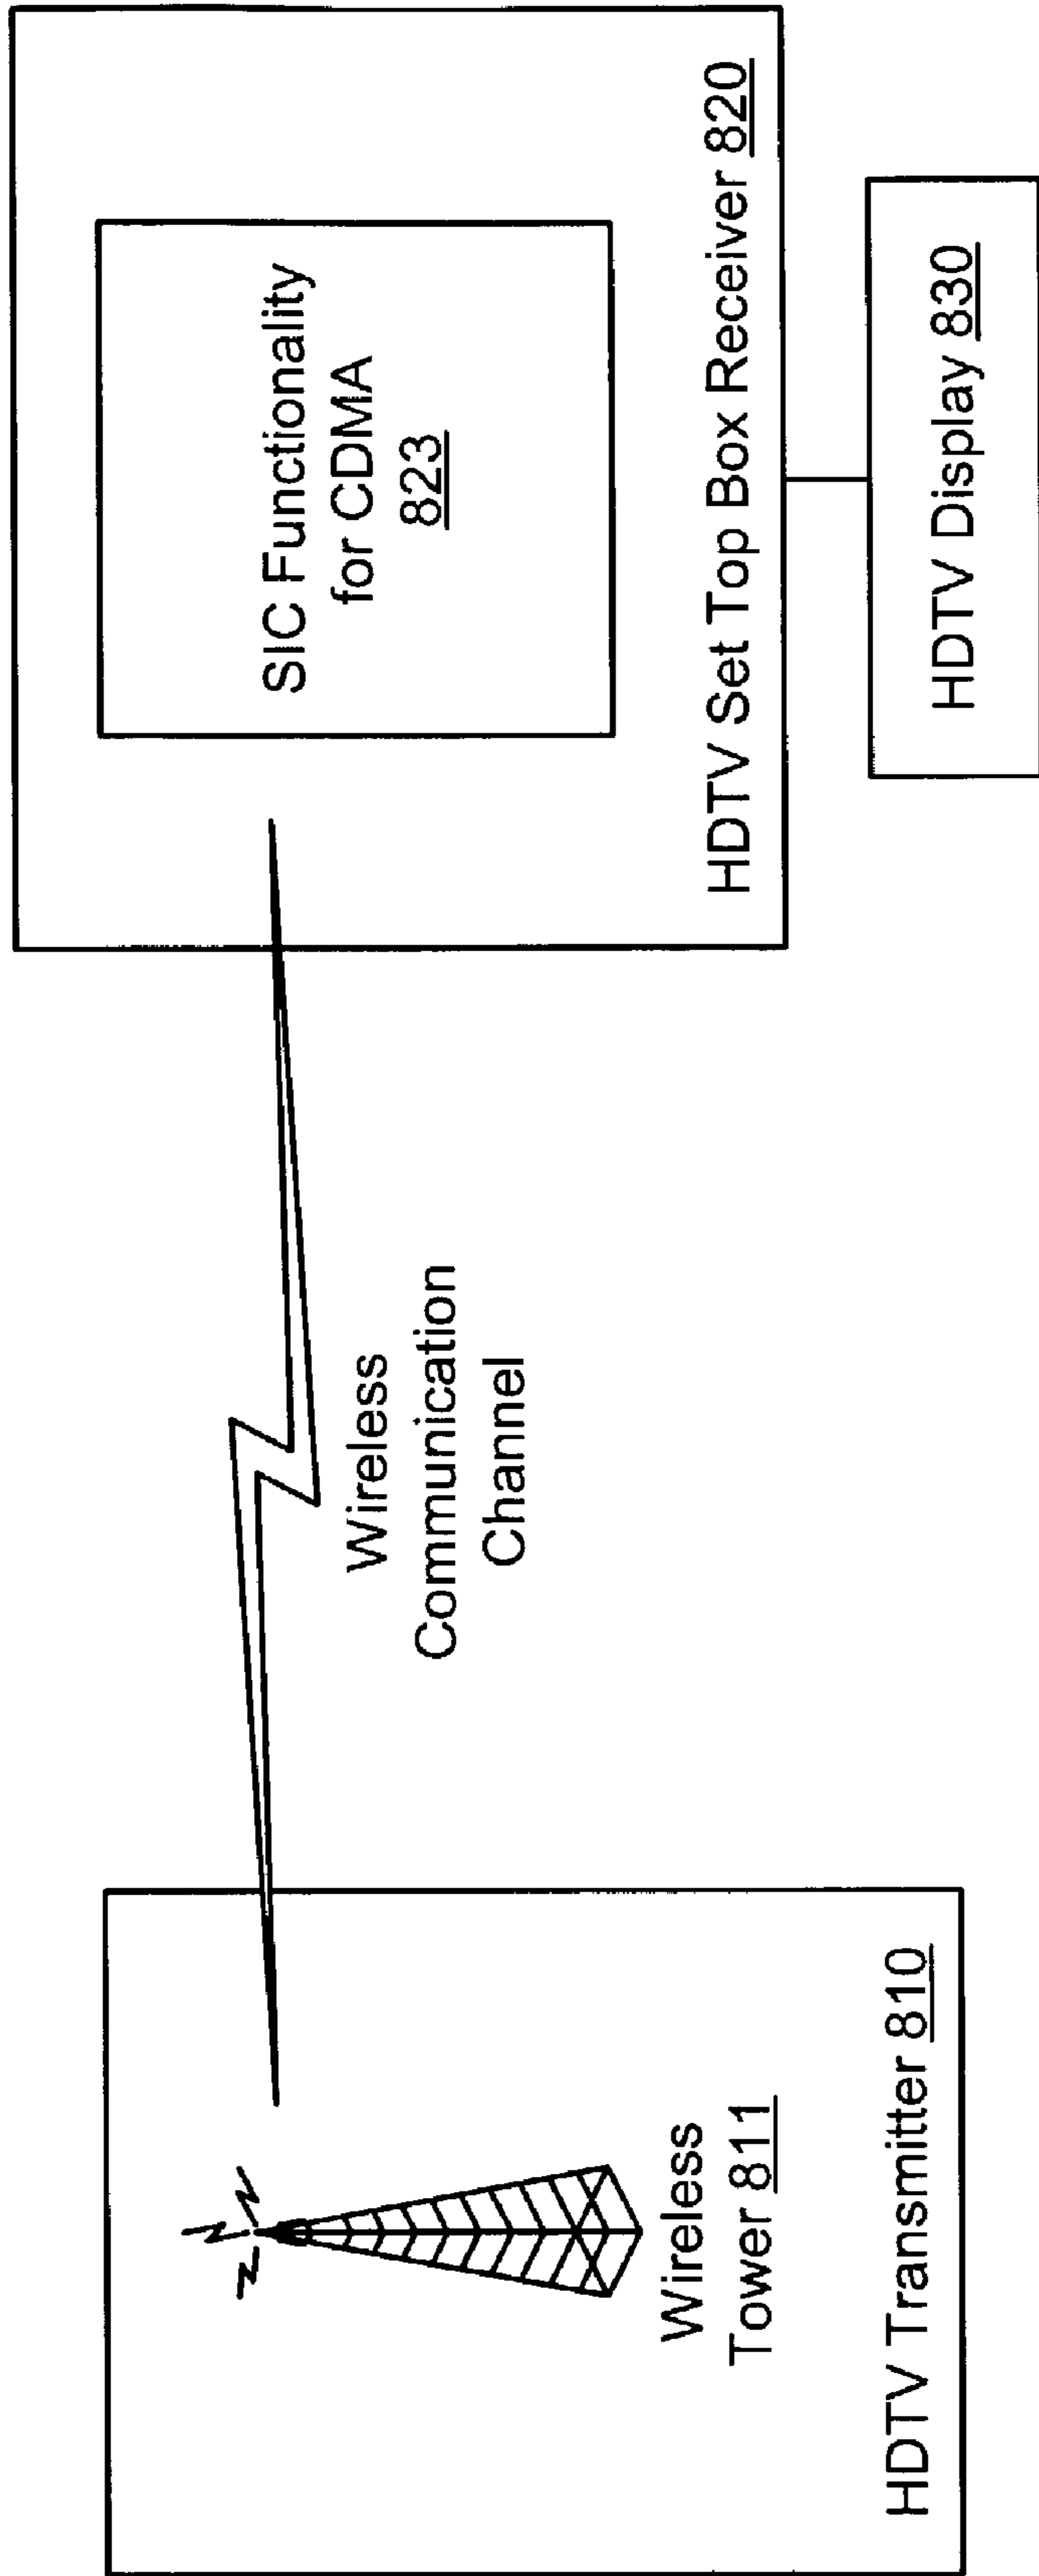 Wireless
Tower 811
HDTV Transmitter 810
Wireless
Communication
Channel
SIC Functionality
for CDMA
823
HDTV Set Top Box Receiver 820
HDTV Display 830